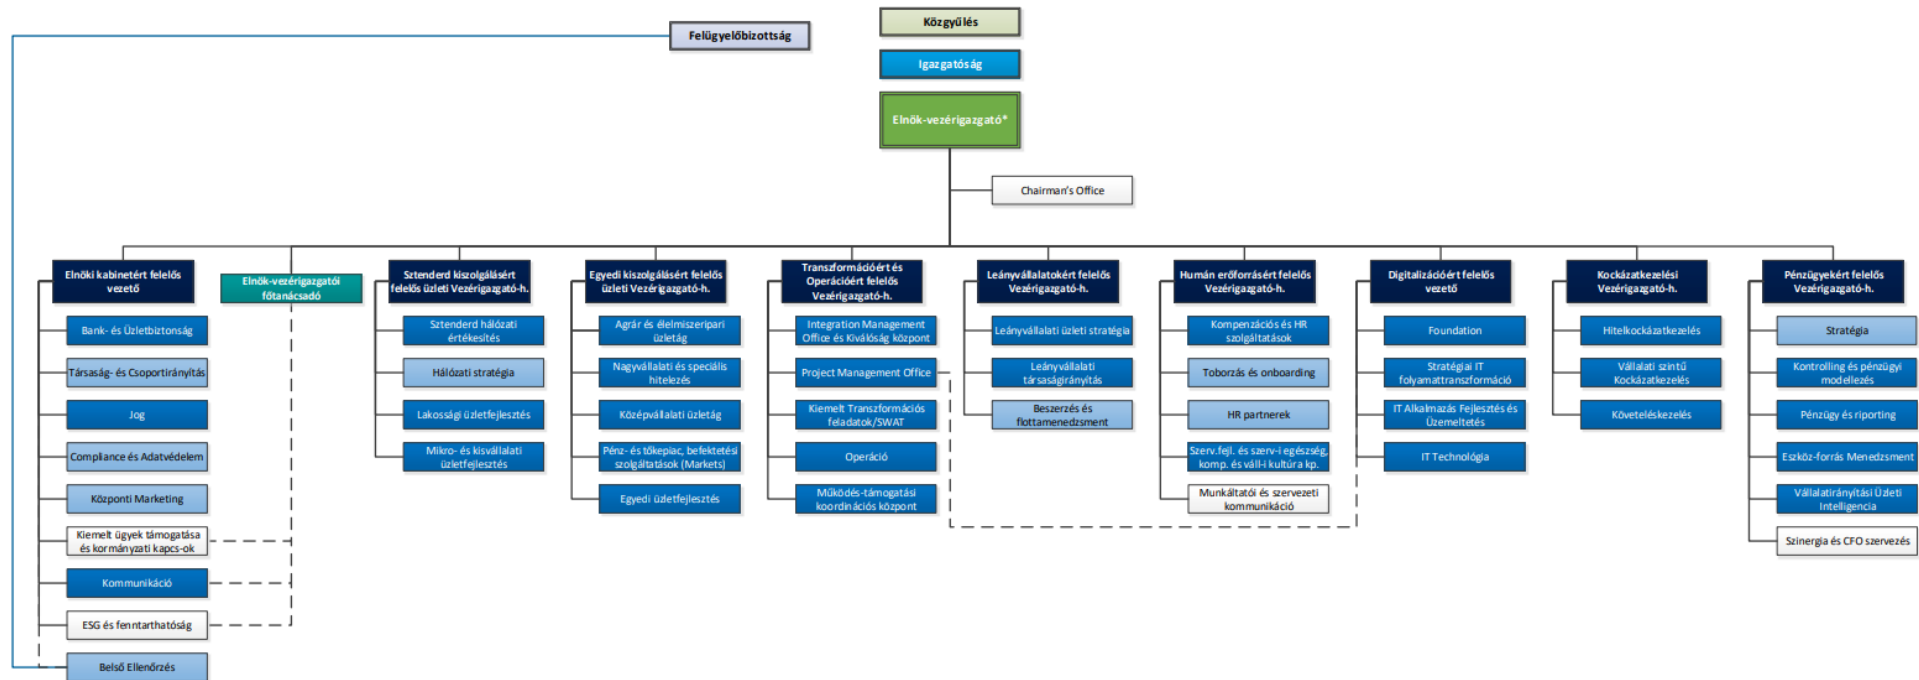 Közgyűlés
Felügyelőbizottság
Igazgatóság
Elnök-vezérigazgató*
Chairman's Office
Elnöki kabinetért felelős
vezető
Bank- és Üzletbiztonság
Társaság- és Csoportirányítás
Jog
Compliance és Adatvédelem
Központi Marketing
Kiemelt ügyek támogatása
és kormányzati kapcs-ok
Kommunikáció
ESG és fenntarthatóság
Belső Ellenőrzés
Elnök-vezérigazgatói
főtanácsadó
Sztenderd kiszolgálásért
felelős üzleti Vezérigazgató-h.
Sztenderd hálózati
értékesítés
Hálózati stratégia
Lakossági üzletfejlesztés
Mikro- és kisvállalati
üzletfejlesztés
Egyedi kiszolgálásért felelős
üzleti Vezérigazgató-h.
Agrár és élelmiszeripari
üzletág
Nagyvállalati és speciális
hitelezés
Középvállalati üzletág
Pénz- és tőkepiac, befektetési
szolgáltatások (Markets)
Egyedi üzletfejlesztés
Transzformációért és
Operációért felelős
Vezérigazgató-h.
Integration Management
Office és Kiválóság központ
Project Management Office
Kiemelt Transzformációs
feladatok/SWAT
Operáció
Működés-támogatási
koordinációs központ
Leányvállalatokért felelős
Vezérigazgató-h.
Leányvállalati üzleti stratégia
Leányvállalati
társaságirányítás
Beszerzés és
flottamenedzsment
Humán erőforrásért felelős
Vezérigazgató-h.
Kompenzációs és HR
szolgáltatások
Toborzás és onboarding
HR partnerek
Szerv.fejl. és szerv-i egészség,
komp. és váll-i kultúra kp.
Munkáltatói és szervezeti
kommunikáció
Digitalizációért felelős
vezető
Foundation
Stratégiai IT
folyamattranszformáció
IT Alkalmazás Fejlesztés és
Üzemeltetés
IT Technológia
Kockázatkezelési
Vezérigazgató-h.
Hitelkockázatkezelés
Vállalati szintű
Kockázatkezelés
Követeléskezelés
Pénzügyekért felelős
Vezérigazgató-h.
Stratégia
Kontrolling és pénzügyi
modellezés
Pénzügy és riporting
Eszköz-forrás Menedzsment
Vállalatirányítási Üzleti
Intelligencia
Szinergia és CFO szervezés